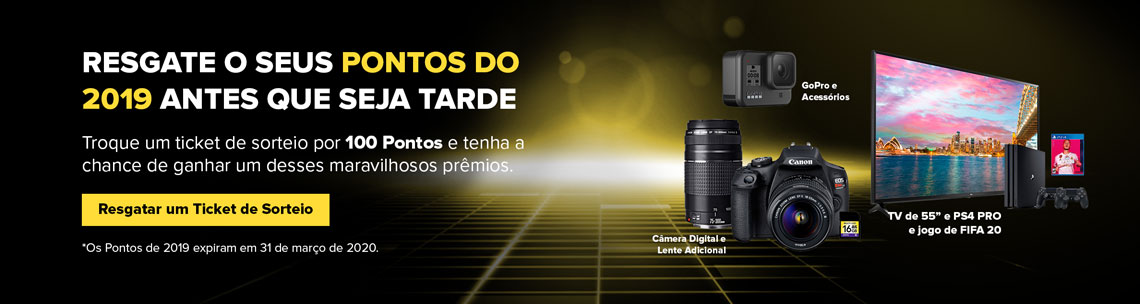 RESGATE O SEUS PONTOS DO
2019 ANTES QUE SEJA TARDE
Troque um ticket de sorteio por 100 Pontos e tenha a
chance de ganhar um desses maravilhosos prêmios.
Resgatar um Ticket de Sorteio
*Os Pontos de 2019 expiram em 31 de março de 2020.
GoPro e
Acessórios
Canon
EOS
16 GB
Câmera Digital e
Lente Adicional
TV de 55” e PS4 PRO
e jogo de FIFA 20